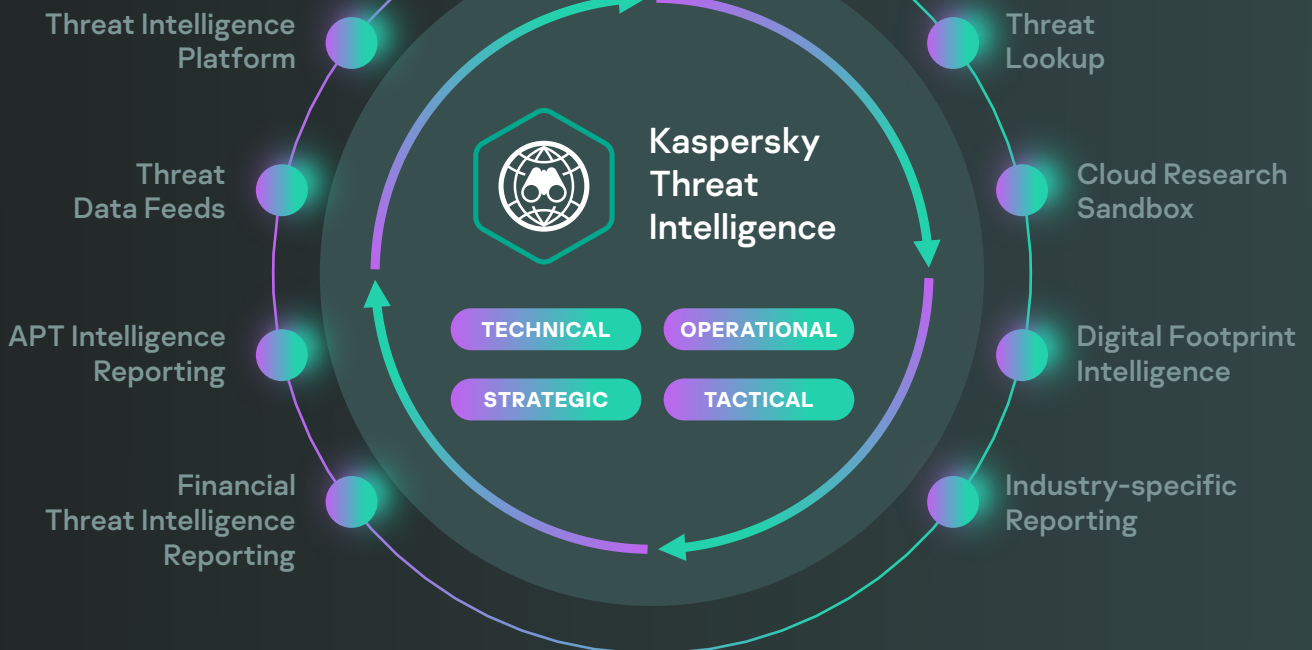 Threat Intelligence
Platform
Threat
Data Feeds
APT Intelligence
Reporting
Financial
Threat Intelligence
Reporting
Kaspersky
Threat
Intelligence
TECHNICAL
OPERATIONAL
STRATEGIC
TACTICAL
Threat
Lookup
Cloud Research
Sandbox
Digital Footprint
Intelligence
Industry-specific
Reporting